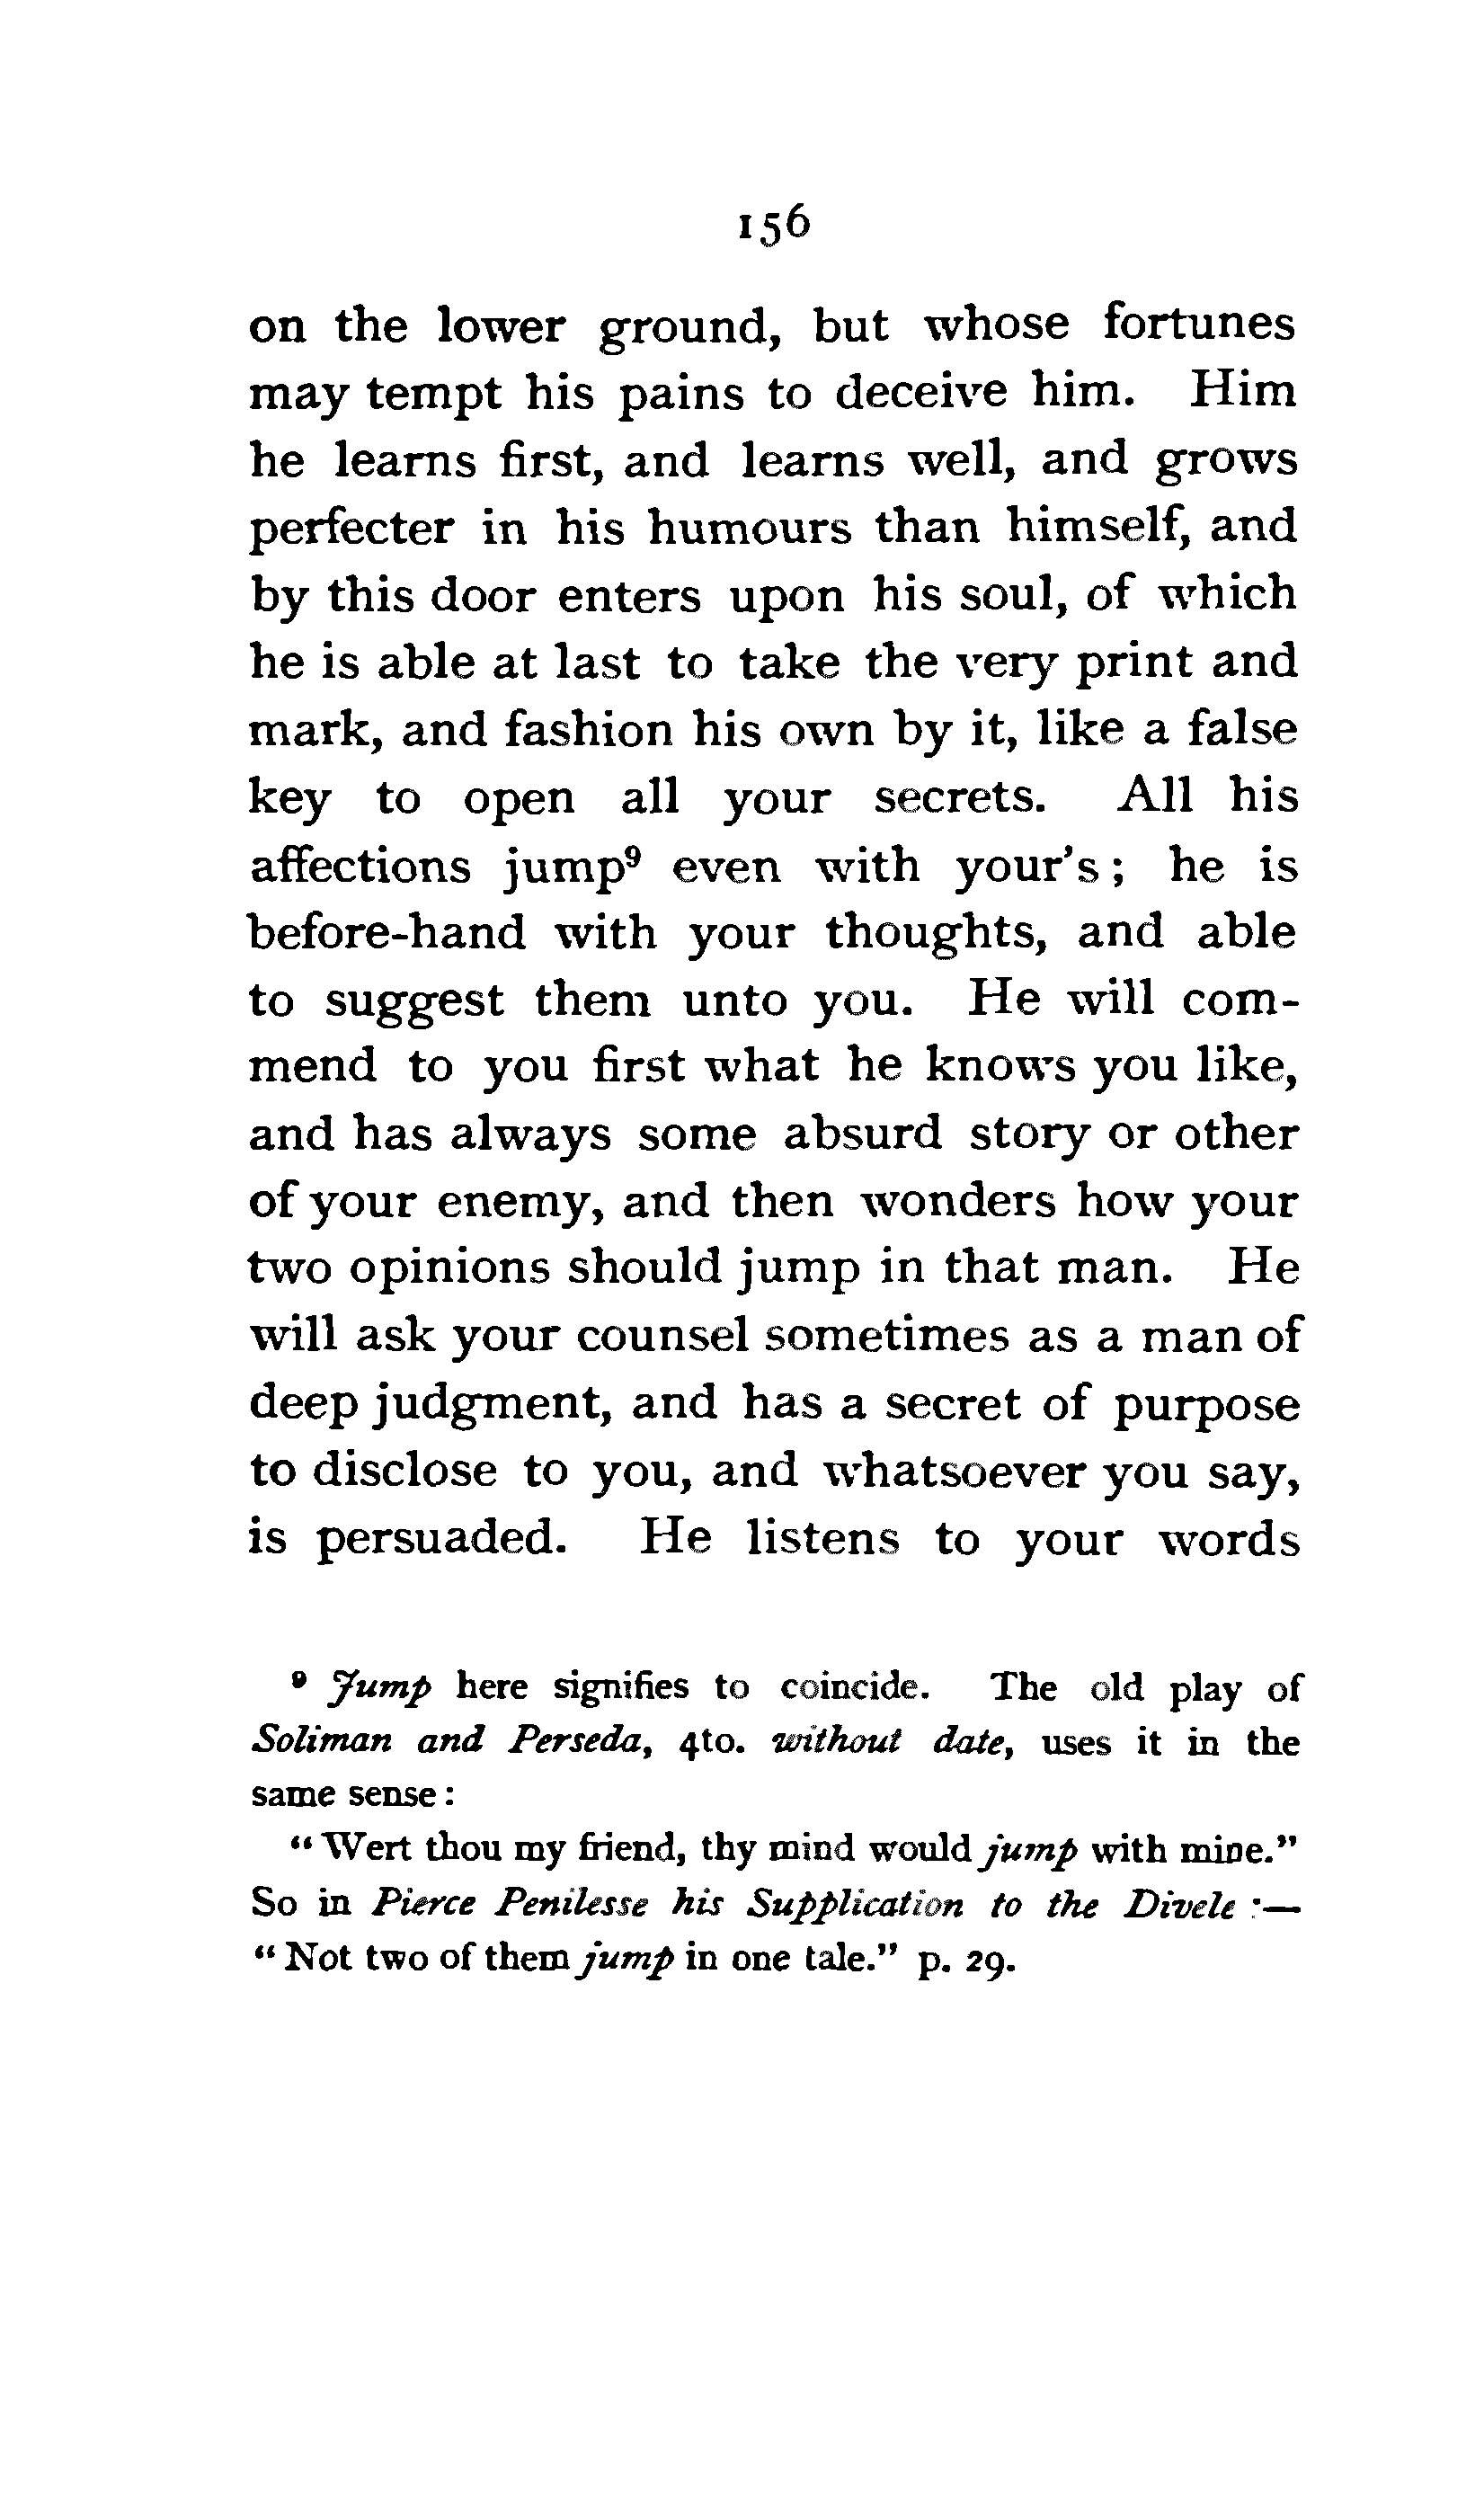 156
on the lower ground, but whose fortunes
may tempt his pains to deceive him. Him
he learns first, and learns well, and grows
perfecter in his humours than himself, and
by this door enters upon his soul, of which
he is able at last to take the very print and
mark, and fashion his own by it, like a false
key to open all your secrets. All his
affections jump⁹ even with your's; he is
before-hand with your thoughts, and able
to suggest them unto you. He will com-
mend to you first what he knows you like,
and has always some absurd story or other
of your enemy, and then wonders how your
two opinions should jump in that man. He
will ask your counsel sometimes as a man of
deep judgment, and has a secret of purpose
to disclose to you, and whatsoever you say,
is persuaded. He listens to your words
⁹ Jump here signifies to coincide. The old play of
Soliman and Perseda, 4to. without date, uses it in the
same sense:
"Wert thou my friend, thy mind would jump with mine."
So in Pierce Penilesse his Supplication to the Divele:—
"Not two of them jump in one tale." p. 29.